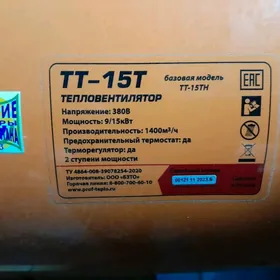 ТТ-15Т
базовая модель
ТТ-15ТН
ЕАС
ТЕПЛОВЕНТИЛЯТОР
Напряжение: 380В
Мощность: 9/15кВт
Производительность: 1400м³/ч
Предохранительный термостат: да
Терморегулятор: да
2 ступени мощности
ТУ 4864-008-39078254-2020
Изготовитель: ООО «ВЗТО»
Горячая линия: 8-800-700-60-10
www.prof-teplo.ru